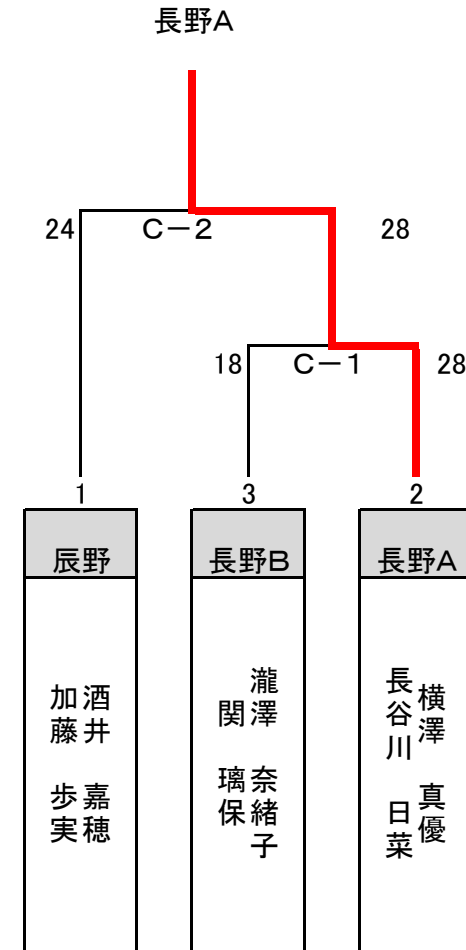 長野A
24
C－2
28
18
C－1
28
1
3
2
辰野
長野B
長野A
酒井　嘉穂
加藤　歩実
瀧澤　奈緒子
関　璃保
横澤　真優
長谷川　日菜